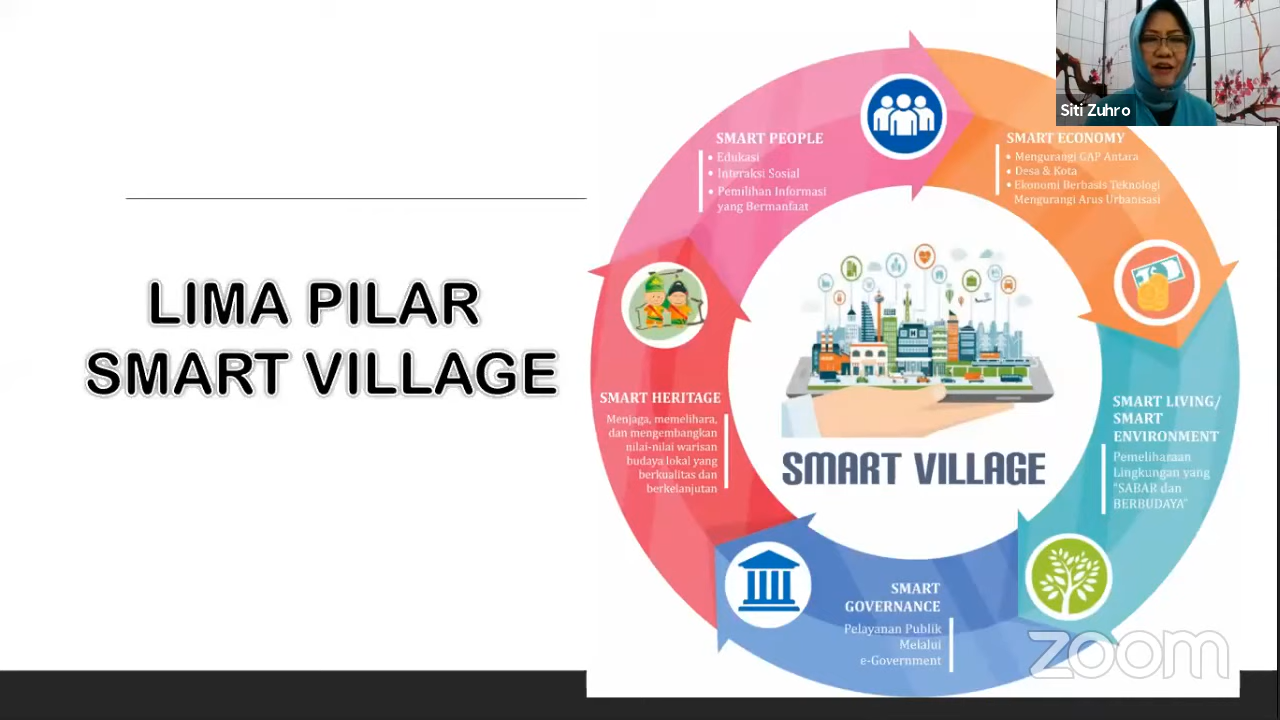 LIMA PILAR
SMART VILLAGE
SMART PEOPLE
• Edukasi
• Interaksi Sosial
• Pemilihan Informasi
yang Bermanfaat
SMART ECONOMY
• Mengurangi GAP Antara
• Desa & Kota
• Ekonomi Berbasis Teknologi
Mengurangi Arus Urbanisasi
SMART LIVING/
SMART
ENVIRONMENT
Pemeliharaan
Lingkungan yang
"SABAR dan
BERBUDAYA"
SMART
GOVERNANCE
Pelayanan Publik
Melalui
e-Government
SMART HERITAGE
Menjaga, memelihara,
dan mengembangkan
nilai-nilai warisan
budaya lokal yang
berkualitas dan
berkelanjutan
SMART VILLAGE
Siti Zuhro
zoom